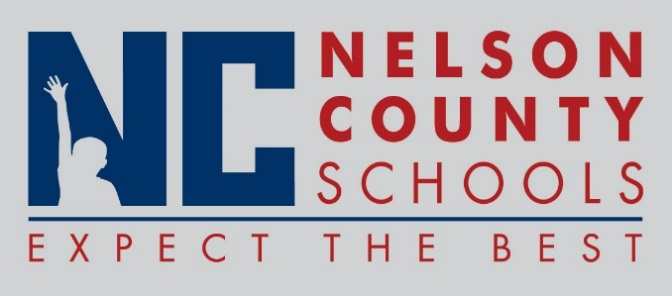 NC
NELSON
COUNTY
SCHOOLS
EXPECT THE BEST